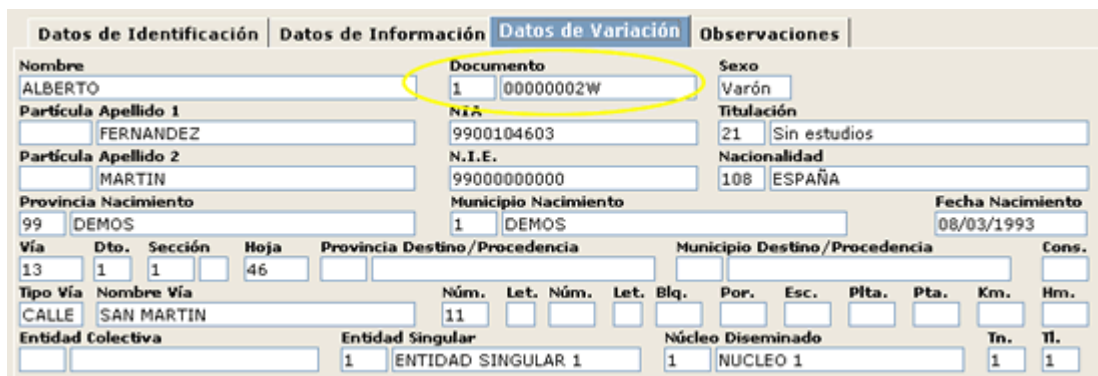 Datos de Identificación Datos de Información Datos de Variación Observaciones
Nombre Documento Sexo
ALBERTO 1 00000002W Varón
Partícula Apellido 1 NIA Titulación
FERNANDEZ 9900104603 21 Sin estudios
Partícula Apellido 2 N.I.E. Nacionalidad
MARTIN 99000000000 108 ESPAÑA
Provincia Nacimiento Municipio Nacimiento Fecha Nacimiento
99 DEMOS 1 DEMOS 08/03/1993
Vía Dto. Sección Hoja Provincia Destino/Procedencia Municipio Destino/Procedencia Cons.
13 1 1 46
Tipo Vía Nombre Vía Núm. Let. Núm. Let. Blq. Por. Esc. Plta. Pta. Km. Hm.
CALLE SAN MARTIN 11
Entidad Colectiva Entidad Singular Núcleo Diseminado Tn. Tl.
1 ENTIDAD SINGULAR 1 1 NUCLEO 1 1 1